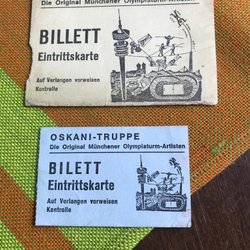 Die Original Münchener Olympiaturm-Artisten
BILLETT
Eintrittskarte
Auf Verlangen vorweisen
Kontrolle
OSKANI-TRUPPE
Die Original Münchener Olympiaturm-Artisten
BILETT
Eintrittskarte
Auf Verlangen vorweisen
Kontrolle